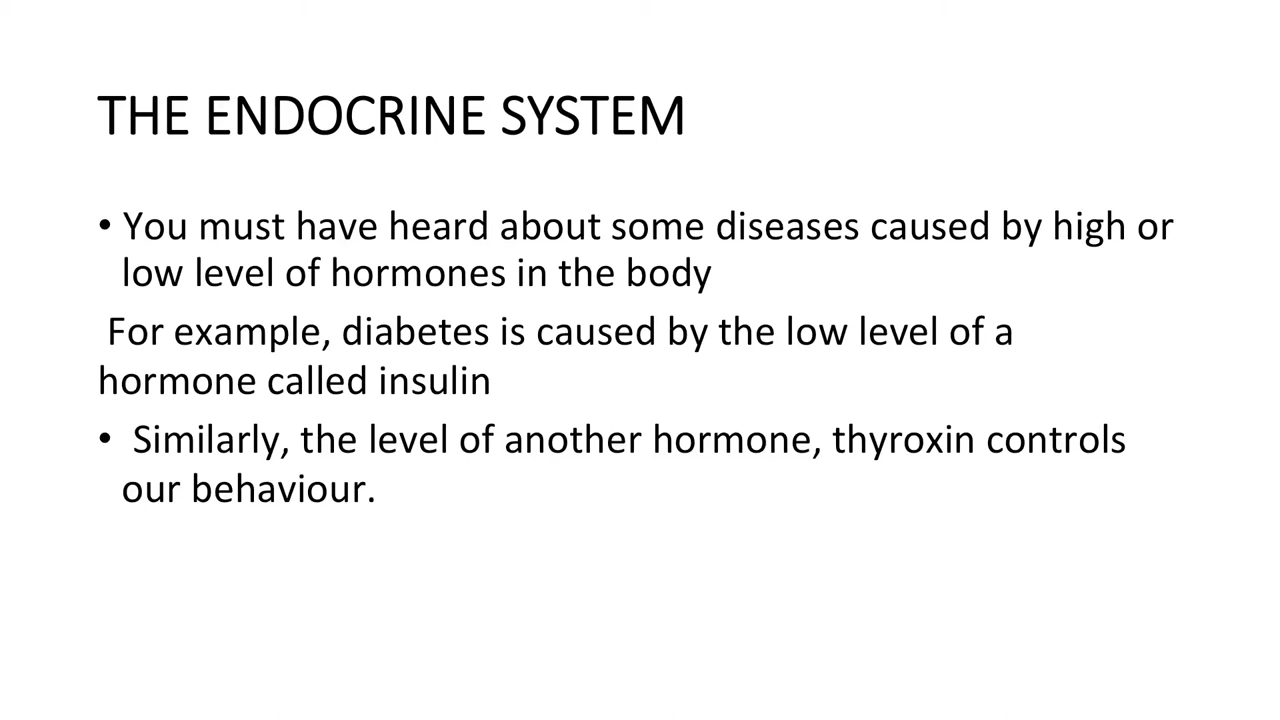 THE ENDOCRINE SYSTEM
• You must have heard about some diseases caused by high or
low level of hormones in the body
For example, diabetes is caused by the low level of a
hormone called insulin
• Similarly, the level of another hormone, thyroxin controls
our behaviour.